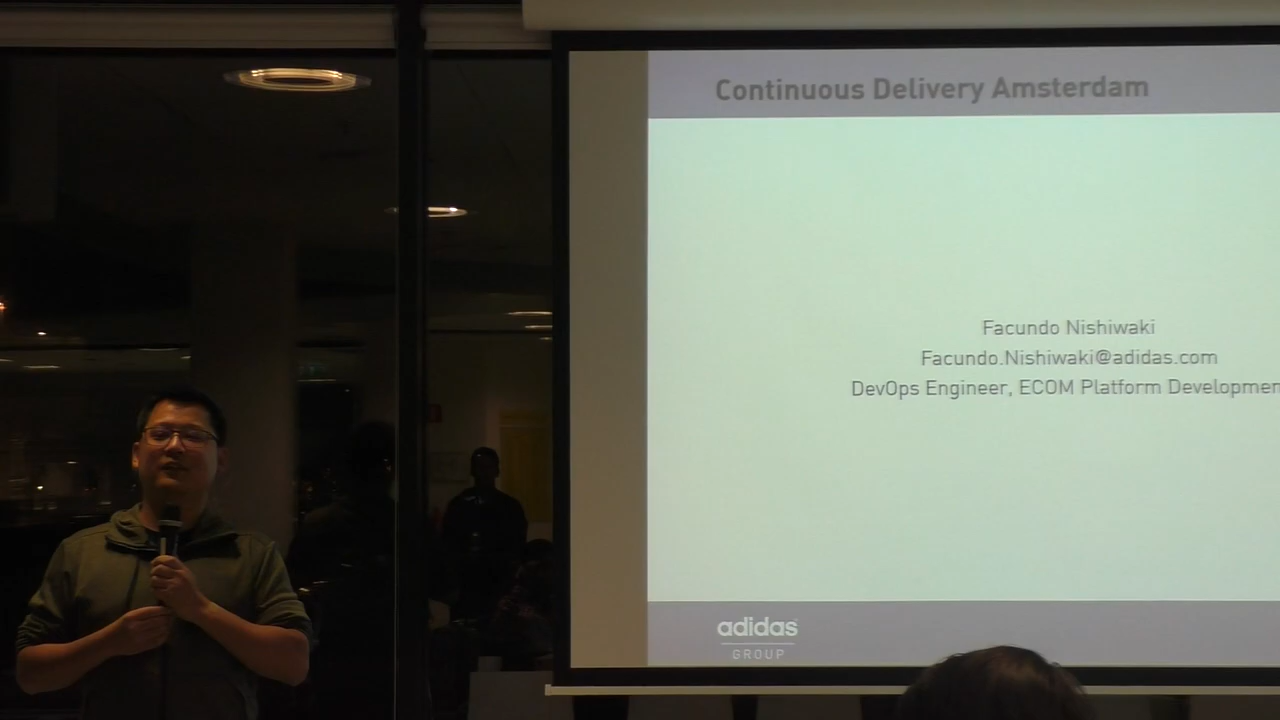 Continuous Delivery Amsterdam
Facundo Nishiwaki
Facundo.Nishiwaki@adidas.com
DevOps Engineer, ECOM Platform Developmen
adidas
GROUP